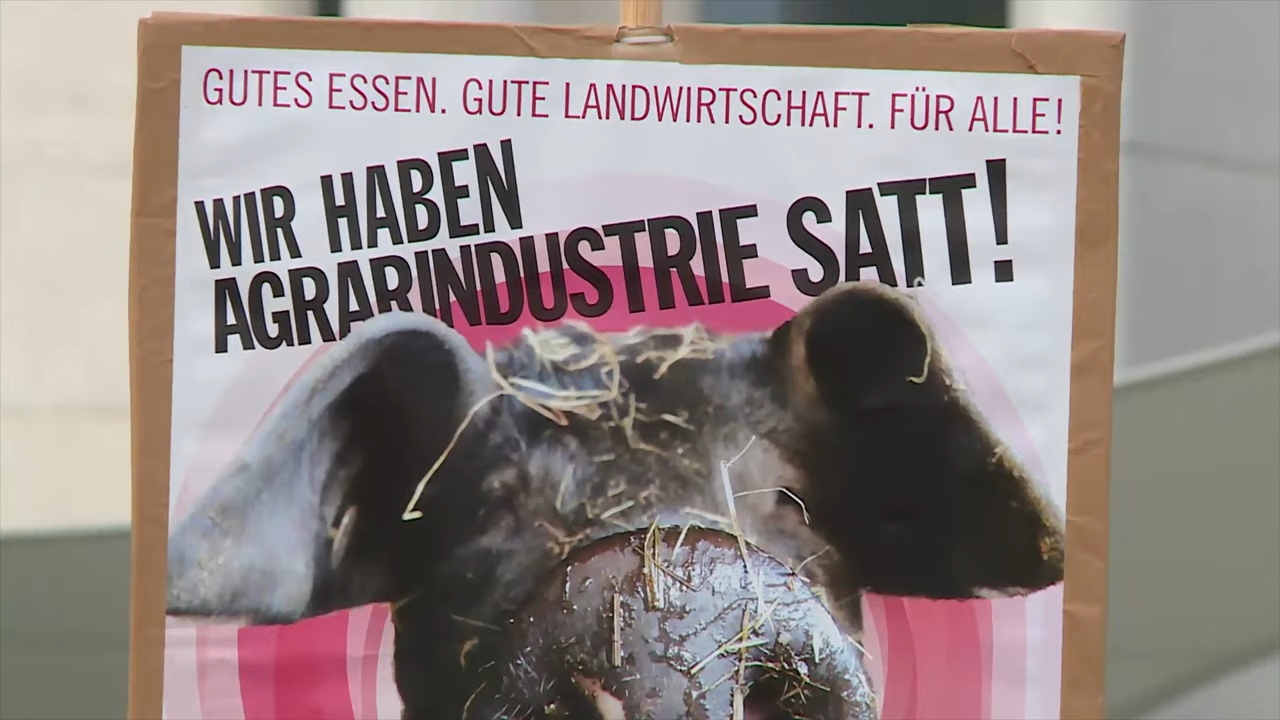 GUTES ESSEN. GUTE LANDWIRTSCHAFT. FÜR ALLE!
WIR HABEN
AGRARINDUSTRIE SATT!